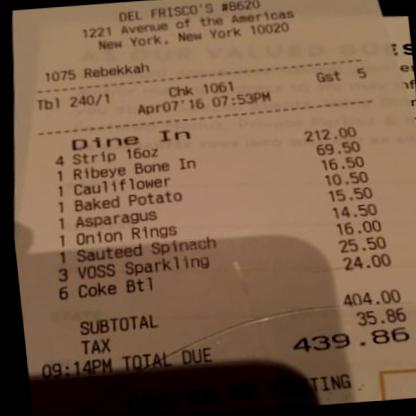 DEL FRISCO'S #8620
1221 Avenue of the Americas
New York, New York 10020
1075 Rebekkah
Tbl 240/1 Chk 1061 Gst 5
Apr07'16 07:53PM
Dine In
4 Strip 16oz 212.00
1 Ribeye Bone In 69.50
1 Cauliflower 16.50
1 Baked Potato 10.50
1 Asparagus 15.50
1 Onion Rings 14.50
1 Sauteed Spinach 16.00
3 VOSS Sparkling 25.50
6 Coke Btl 24.00
SUBTOTAL 404.00
TAX 35.86
09:14PM TOTAL DUE 439.86